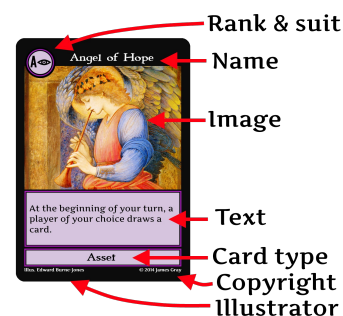 Rank & suit
A
Angel of Hope
Name
Image
At the beginning of your turn, a
player of your choice draws a
card.
Text
Asset
Card type
Illus. Edward Burne-Jones
© 2014 James Gray
Copyright
Illustrator